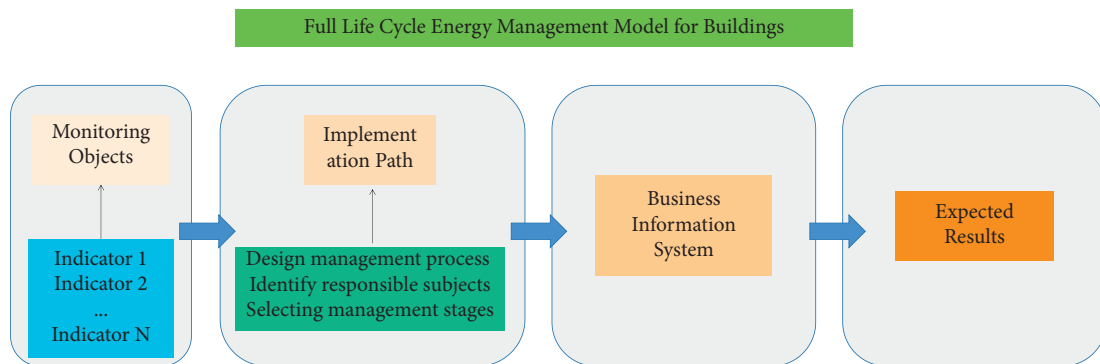 Full Life Cycle Energy Management Model for Buildings
Monitoring
Objects
Indicator 1
Indicator 2
...
Indicator N
Implement
ation Path
Design management process
Identify responsible subjects
Selecting management stages
Business
Information
System
Expected
Results